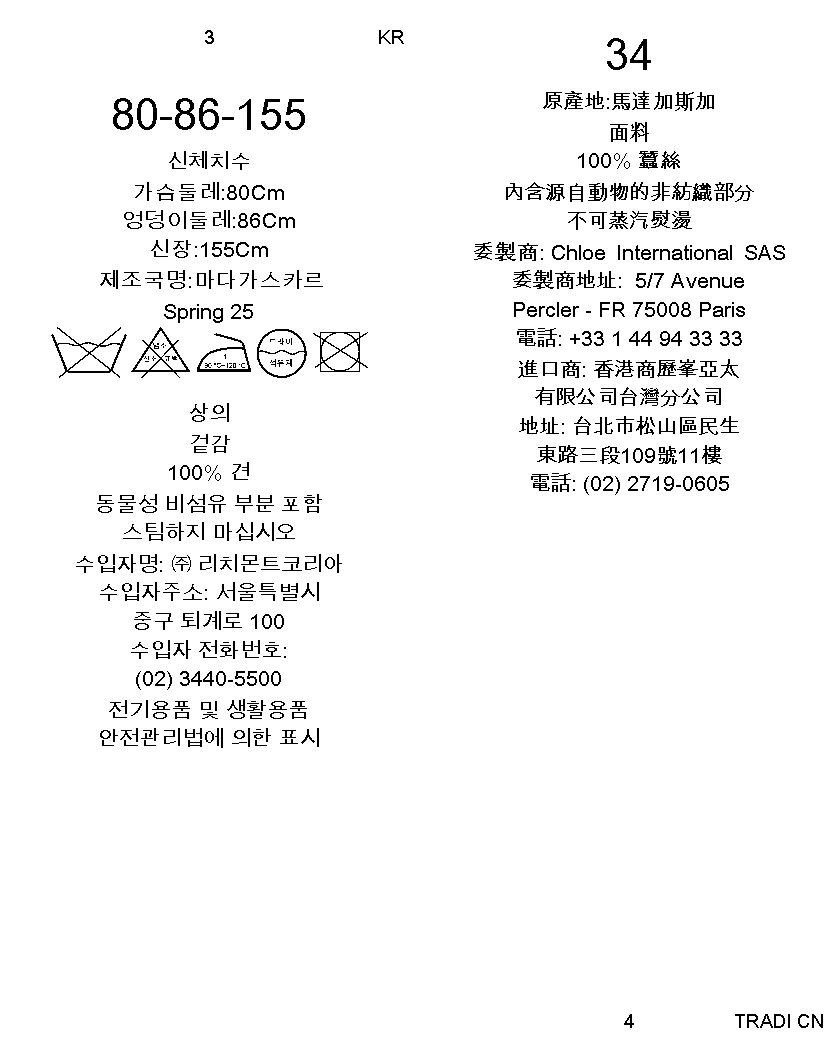 3 KR
80-86-155
신체치수
가슴둘레:80Cm
엉덩이둘레:86Cm
신장:155Cm
제조국명:마다가스카르
Spring 25
염소
산소 표백
1
80 °C~120 °C
드라이
석유계
상의
겉감
100% 견
동물성 비섬유 부분 포함
스팀하지 마십시오
수입자명: ㈜ 리치몬트코리아
수입자주소: 서울특별시
중구 퇴계로 100
수입자 전화번호:
(02) 3440-5500
전기용품 및 생활용품
안전관리법에 의한 표시
34
原產地:馬達加斯加
面料
100% 蠶絲
內含源自動物的非紡織部分
不可蒸汽熨燙
委製商: Chloe International SAS
委製商地址: 5/7 Avenue
Percler - FR 75008 Paris
電話: +33 1 44 94 33 33
進口商: 香港商歷峯亞太
有限公司台灣分公司
地址: 台北市松山區民生
東路三段109號11樓
電話: (02) 2719-0605
4 TRADI CN